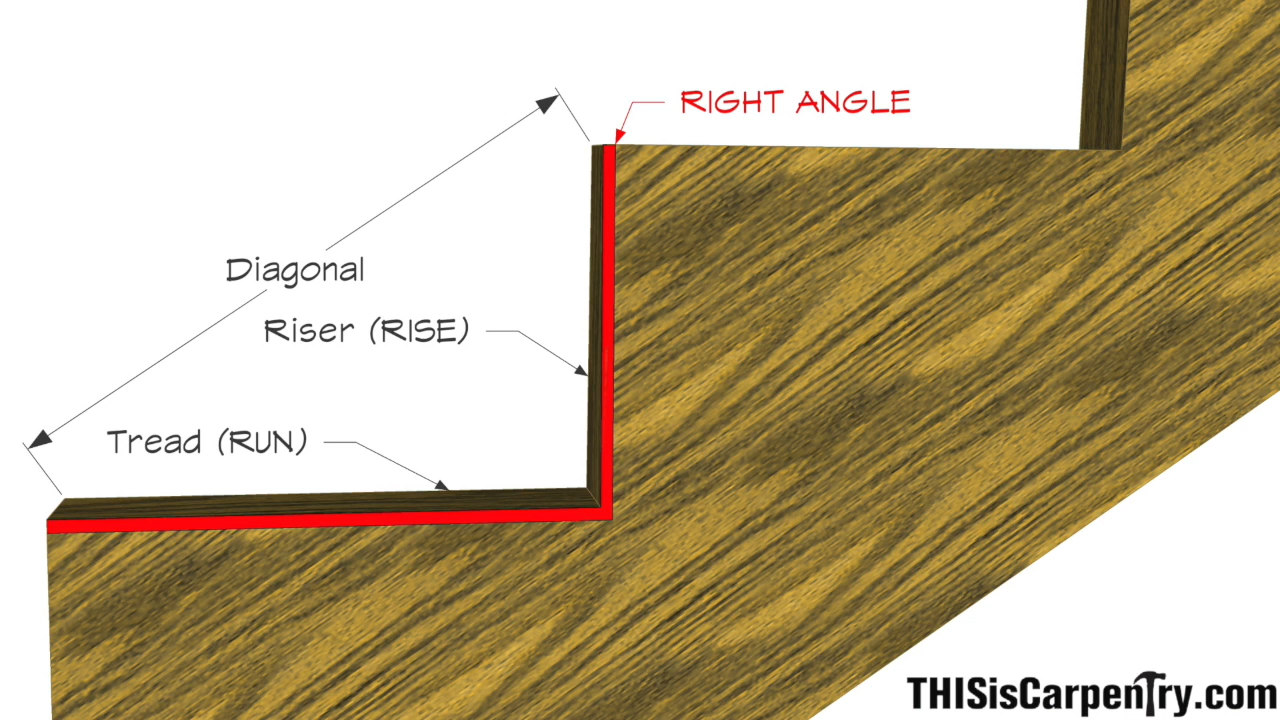 RIGHT ANGLE
Diagonal
Riser (RISE)
Tread (RUN)
THISisCarpenTry.com